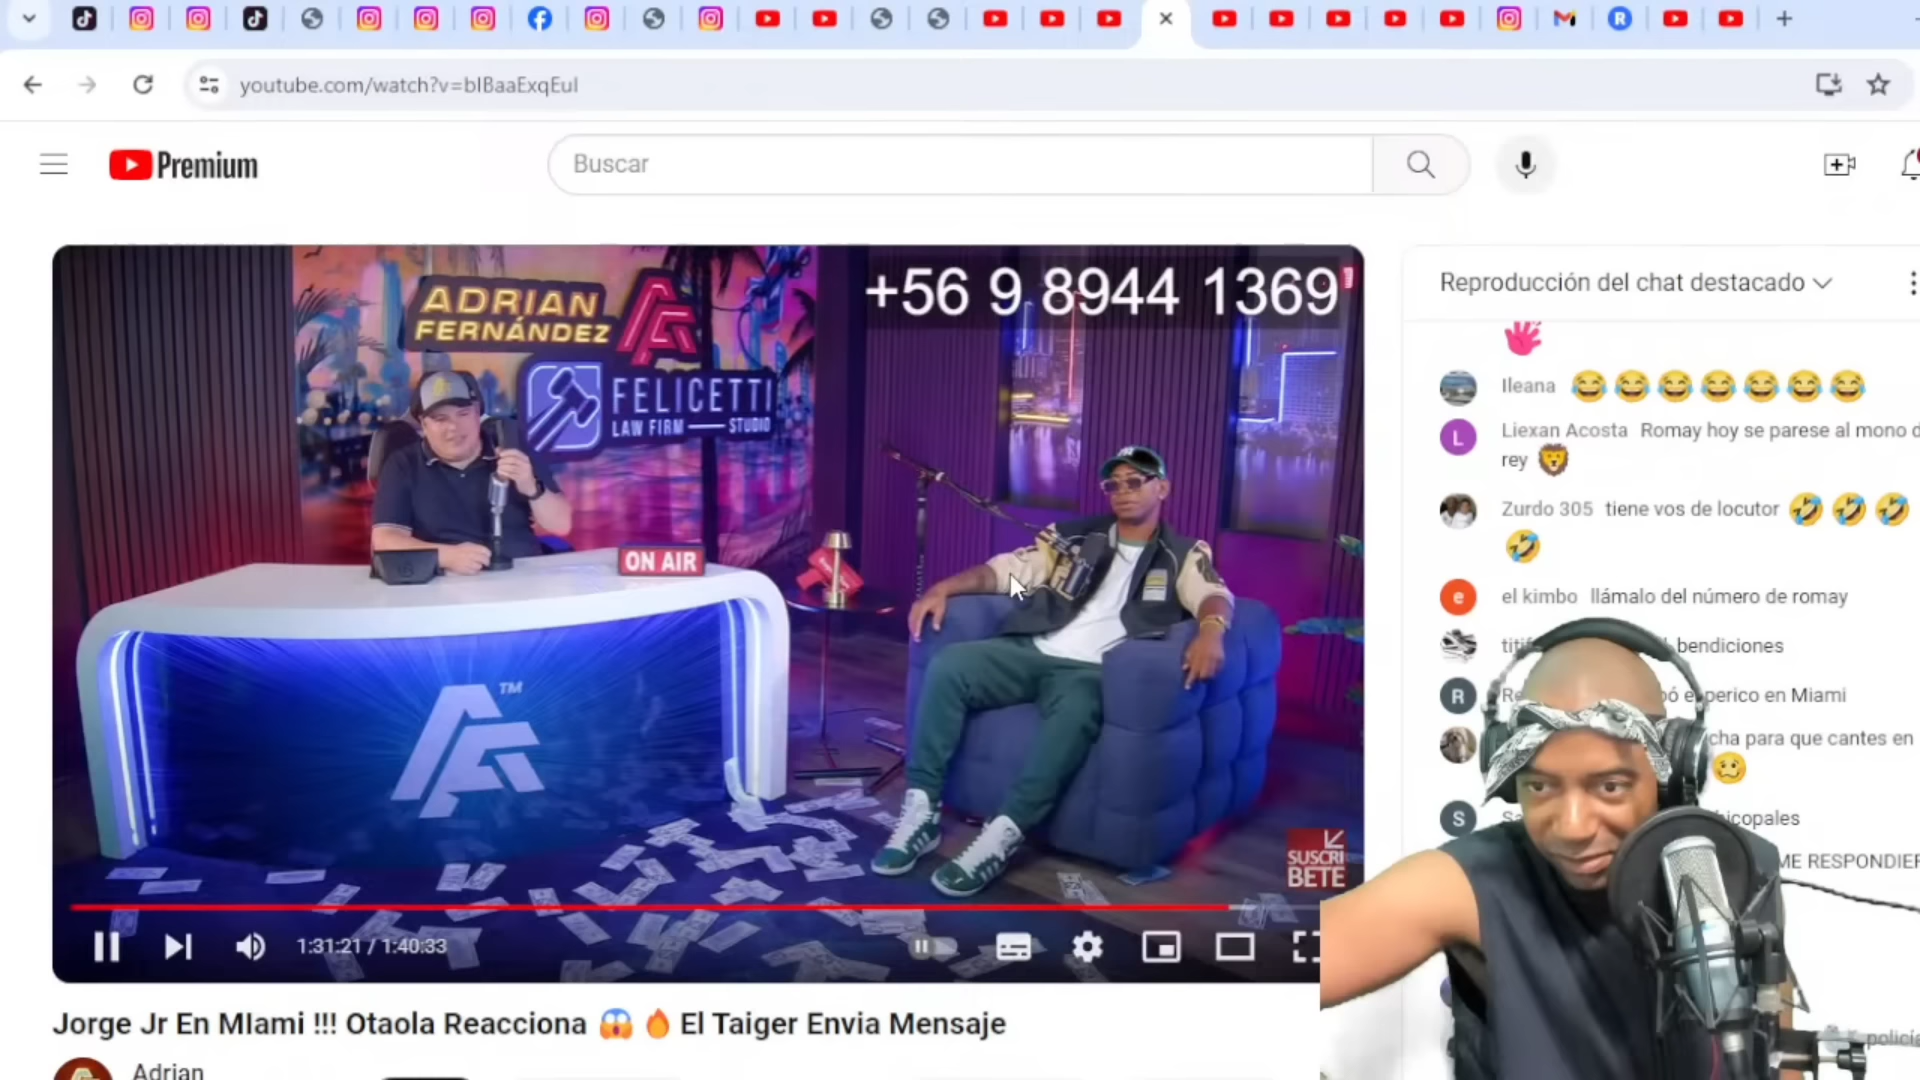 youtube.com/watch?v=bIBaaExqEuI
Premium
Buscar
+56 9 8944 1369
ADRIAN
FERNÁNDEZ
FELICETTI
LAW FIRM STUDIO
ON AIR
TM
SUSCRI
BETE
1:31:21 / 1:40:33
Jorge Jr En MIami !!! Otaola Reacciona 😱 🔥 El Taiger Envia Mensaje
Adrian
Reproducción del chat destacado
Ileana 😂😂😂😂😂😂😂
L Liexan Acosta Romay hoy se parese al mono d
rey 🦁
Zurdo 305 tiene vos de locutor 🤣🤣🤣
🤣
e el kimbo llámalo del número de romay
bendiciones
R perico en Miami
cha para que cantes en
S
ME RESPONDIER